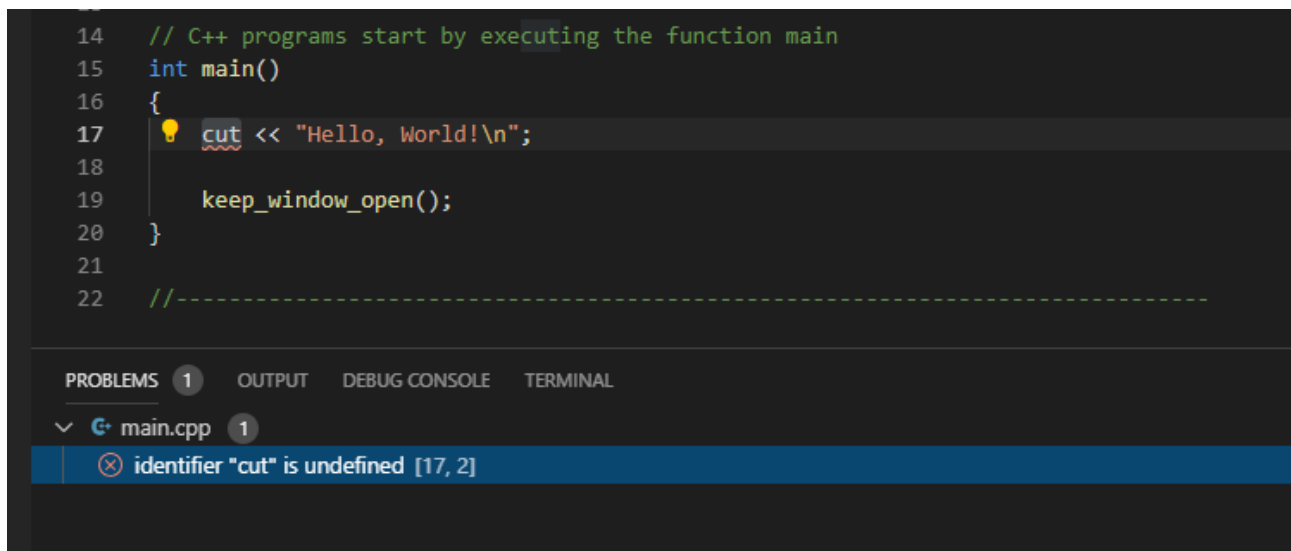 14 // C++ programs start by executing the function main
15 int main()
16 {
17 cut << "Hello, World!\n";
18
19 keep_window_open();
20 }
21
22 //------------------------------------------------------------------------------
PROBLEMS 1 OUTPUT DEBUG CONSOLE TERMINAL
main.cpp 1
identifier "cut" is undefined [17, 2]